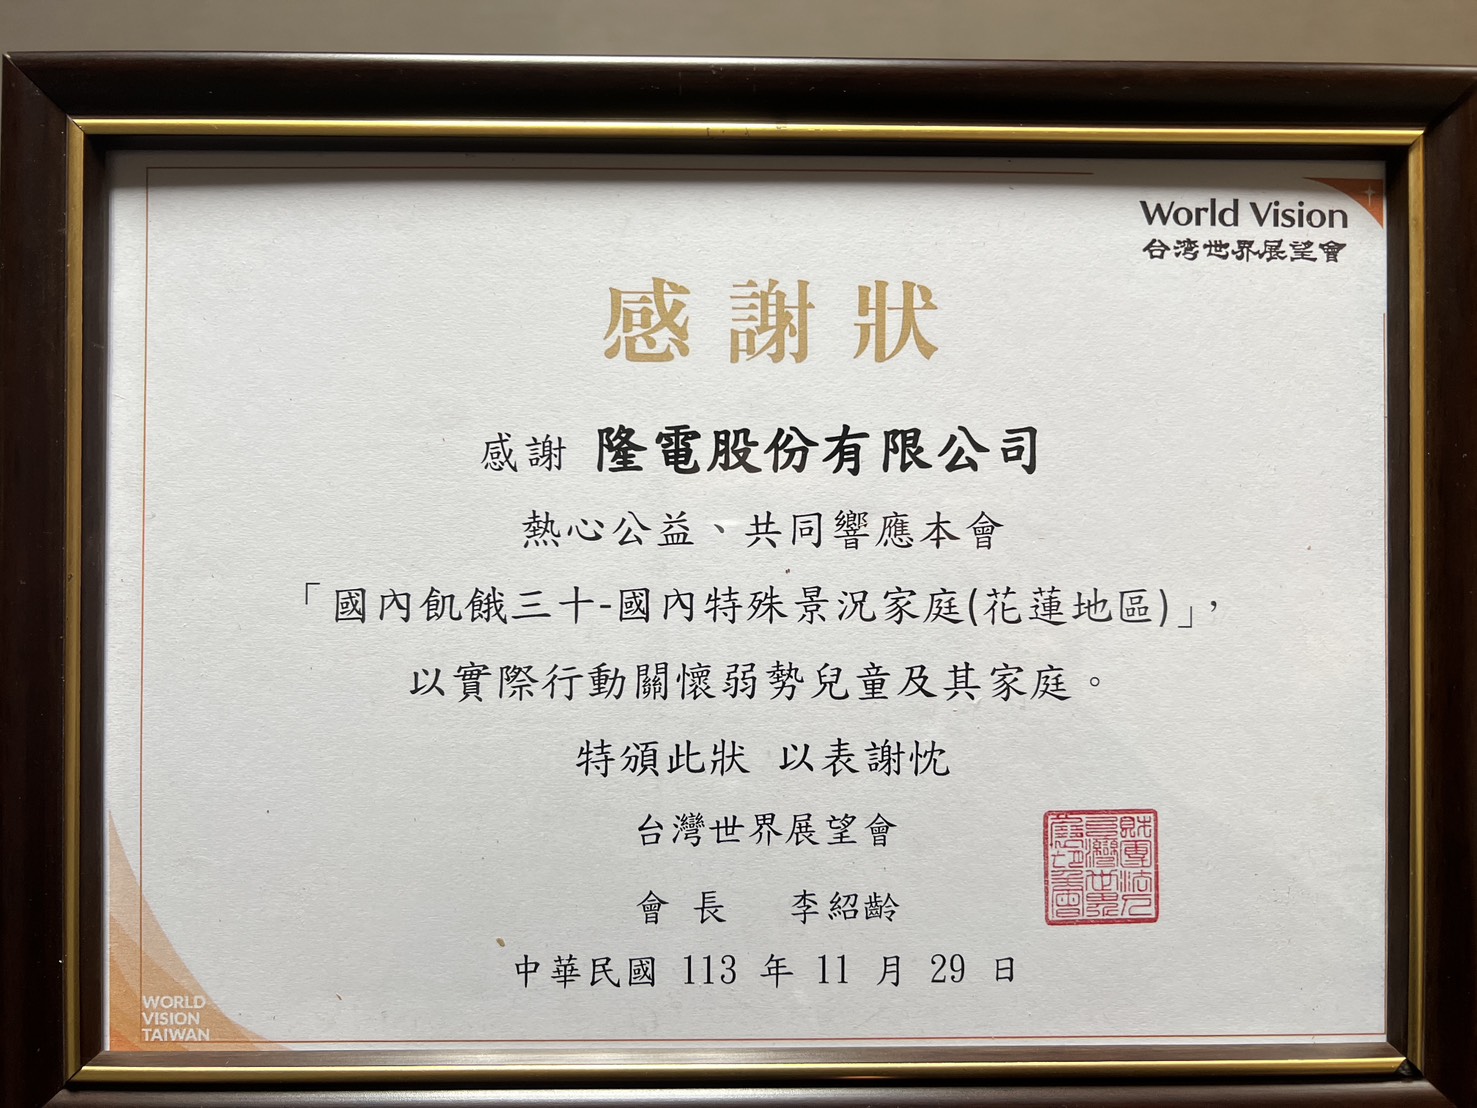 World Vision
台湾世界展望會
感謝狀
感謝 隆電股份有限公司
熱心公益、共同響應本會
「國內飢餓三十-國內特殊景況家庭(花蓮地區)」，
以實際行動關懷弱勢兒童及其家庭。
特頒此狀 以表謝忱
台灣世界展望會
會長 李紹齡
中華民國 113 年 11 月 29 日
WORLD
VISION
TAIWAN